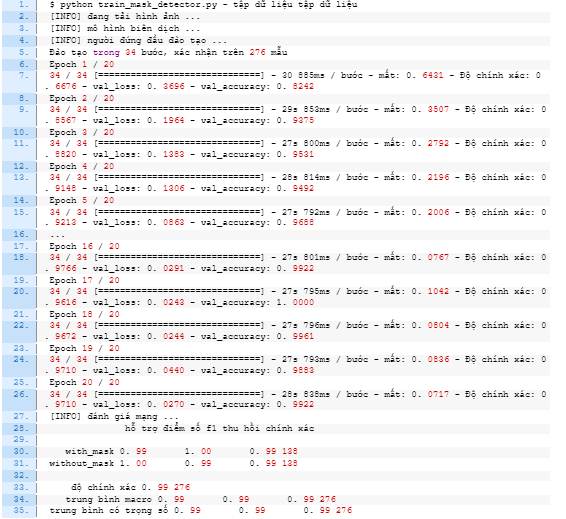 1. $ python train_mask_detector.py - tập dữ liệu tập dữ liệu
2. [INFO] đang tải hình ảnh ...
3. [INFO] mô hình biên dịch ...
4. [INFO] người đứng đầu đào tạo ...
5. Đào tạo trong 34 bước, xác nhận trên 276 mẫu
6. Epoch 1 / 20
7. 34 / 34 [==============================] - 30 885ms / bước - mất: 0. 6431 - Độ chính xác: 0
. 6676 - val_loss: 0. 3696 - val_accuracy: 0. 8242
8. Epoch 2 / 20
9. 34 / 34 [==============================] - 29s 853ms / bước - mất: 0. 3507 - Độ chính xác: 0
. 8567 - val_loss: 0. 1964 - val_accuracy: 0. 9375
10. Epoch 3 / 20
11. 34 / 34 [==============================] - 27s 800ms / bước - mất: 0. 2792 - Độ chính xác: 0
. 8820 - val_loss: 0. 1383 - val_accuracy: 0. 9531
12. Epoch 4 / 20
13. 34 / 34 [==============================] - 28s 814ms / bước - mất: 0. 2196 - Độ chính xác: 0
. 9148 - val_loss: 0. 1306 - val_accuracy: 0. 9492
14. Epoch 5 / 20
15. 34 / 34 [==============================] - 27s 792ms / bước - mất: 0. 2006 - Độ chính xác: 0
. 9213 - val_loss: 0. 0863 - val_accuracy: 0. 9688
16. ...
17. Epoch 16 / 20
18. 34 / 34 [==============================] - 27s 801ms / bước - mất: 0. 0767 - Độ chính xác: 0
. 9766 - val_loss: 0. 0291 - val_accuracy: 0. 9922
19. Epoch 17 / 20
20. 34 / 34 [==============================] - 27s 795ms / bước - mất: 0. 1042 - Độ chính xác: 0
. 9616 - val_loss: 0. 0243 - val_accuracy: 1. 0000
21. Epoch 18 / 20
22. 34 / 34 [==============================] - 27s 796ms / bước - mất: 0. 0804 - Độ chính xác: 0
. 9672 - val_loss: 0. 0244 - val_accuracy: 0. 9961
23. Epoch 19 / 20
24. 34 / 34 [==============================] - 27s 793ms / bước - mất: 0. 0836 - Độ chính xác: 0
. 9710 - val_loss: 0. 0440 - val_accuracy: 0. 9883
25. Epoch 20 / 20
26. 34 / 34 [==============================] - 28s 838ms / bước - mất: 0. 0717 - Độ chính xác: 0
. 9710 - val_loss: 0. 0270 - val_accuracy: 0. 9922
27. [INFO] đánh giá mạng ...
28. hỗ trợ điểm số f1 thu hồi chính xác
29.
30. with_mask 0. 99 1. 00 0. 99 138
31. without_mask 1. 00 0. 99 0. 99 138
32.
33. độ chính xác 0. 99 276
34. trung bình macro 0. 99 0. 99 0. 99 276
35. trung bình có trọng số 0. 99 0. 99 0. 99 276